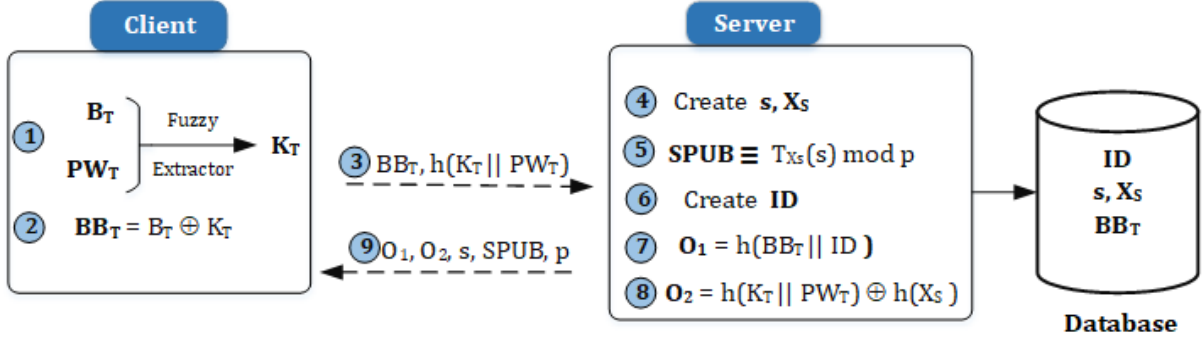 Client
Server
1
B_T
PW_T
Fuzzy
Extractor
K_T
2 BB_T = B_T ⊕ K_T
3 BB_T, h(K_T || PW_T)
9 O_1, O_2, s, SPUB, p
4 Create s, X_S
5 SPUB ≡ T_Xs(s) mod p
6 Create ID
7 O_1 = h(BB_T || ID )
8 O_2 = h(K_T || PW_T) ⊕ h(X_S )
ID
s, X_S
BB_T
Database